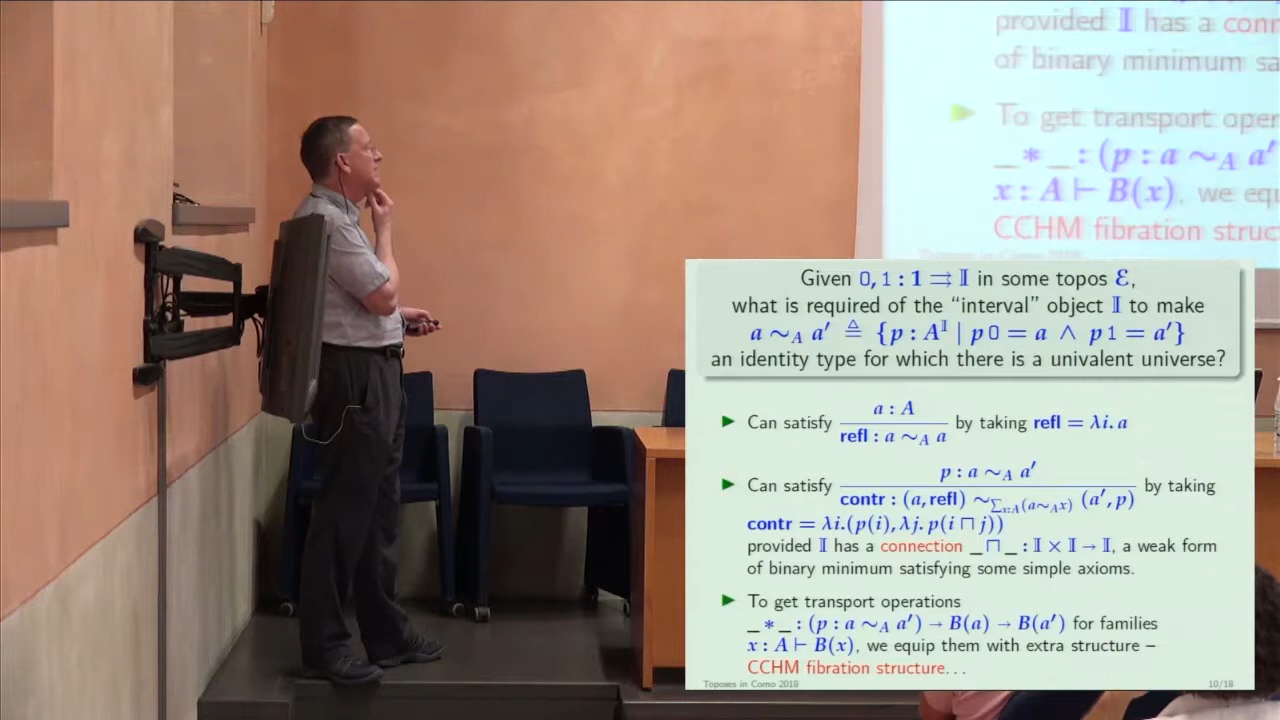 provided 𝕀 has a conn
of binary minimum sa
To get transport oper
_ * _ : (p : a ∼_A a′
x : A ⊢ B(x), we equ
CCHM fibration struc
Toposes in Como 2018
Given 0, 1 : 1 ⇉ 𝕀 in some topos ℰ,
what is required of the “interval” object 𝕀 to make
a ∼_A a′ ≜ {p : A^𝕀 | p 0 = a ∧ p 1 = a′}
an identity type for which there is a univalent universe?
▶ Can satisfy a : A / refl : a ∼_A a by taking refl = λi. a
▶ Can satisfy p : a ∼_A a′ / contr : (a, refl) ∼_{∑_{x:A}(a∼_A x)} (a′, p) by taking
contr = λi.(p(i), λj. p(i ⊓ j))
provided 𝕀 has a connection _ ⊓ _ : 𝕀 × 𝕀 → 𝕀, a weak form
of binary minimum satisfying some simple axioms.
▶ To get transport operations
_ * _ : (p : a ∼_A a′) → B(a) → B(a′) for families
x : A ⊢ B(x), we equip them with extra structure –
CCHM fibration structure...
Toposes in Como 2018 10/18